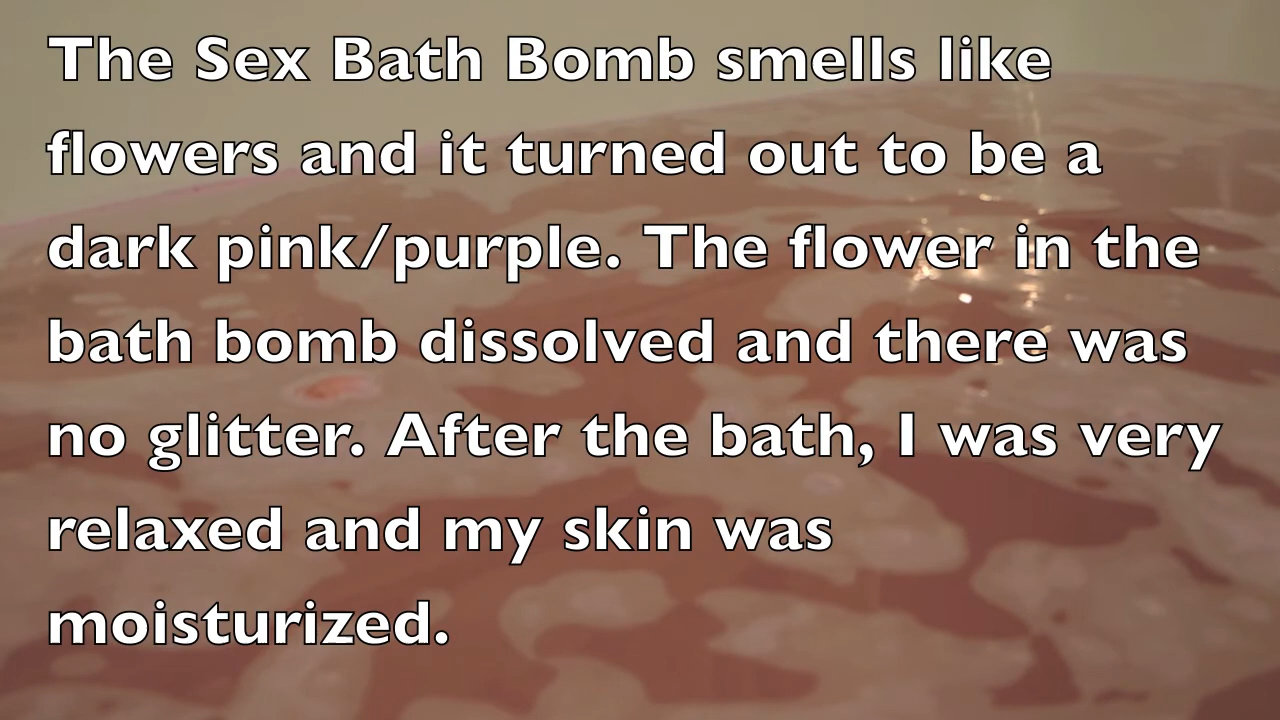 The Sex Bath Bomb smells like
flowers and it turned out to be a
dark pink/purple. The flower in the
bath bomb dissolved and there was
no glitter. After the bath, I was very
relaxed and my skin was
moisturized.